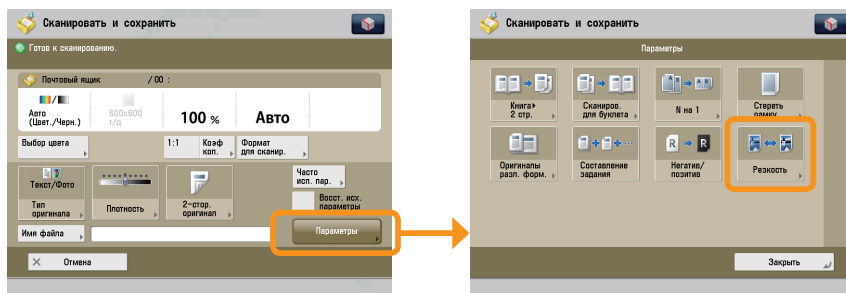 Сканировать и сохранить
Готов к сканированию.
Почтовый ящик / 00 :
Авто
(Цвет./Черн.)
600x600
т/д
100 %
Авто
Выбор цвета
1:1
Коэф
коп.
Формат
для сканир.
Текст/Фото
Тип
оригинала
Плотность
2-стор.
оригинал
Часто
исп. пар.
Восст. исх.
параметры
Имя файла
Параметры
Отмена
Сканировать и сохранить
Параметры
Книга
2 стр.
Сканиров.
для буклета
N на 1
Стереть
рамку
Оригиналы
разл. форм.
Составление
задания
R R
Негатив/
позитив
Резкость
Закрыть